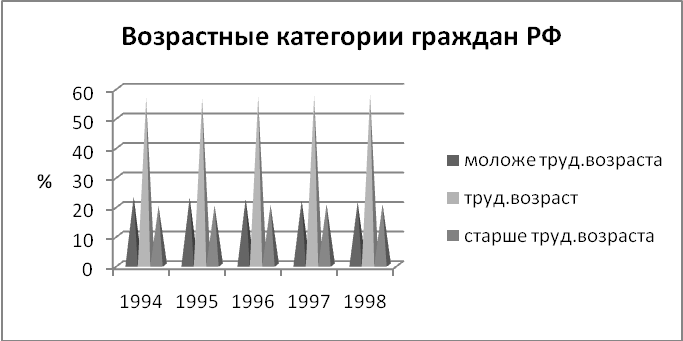 Возрастные категории граждан РФ
60
50
40
30
20
10
0
%
1994 1995 1996 1997 1998
моложе труд.возраста
труд.возраст
старше труд.возраста